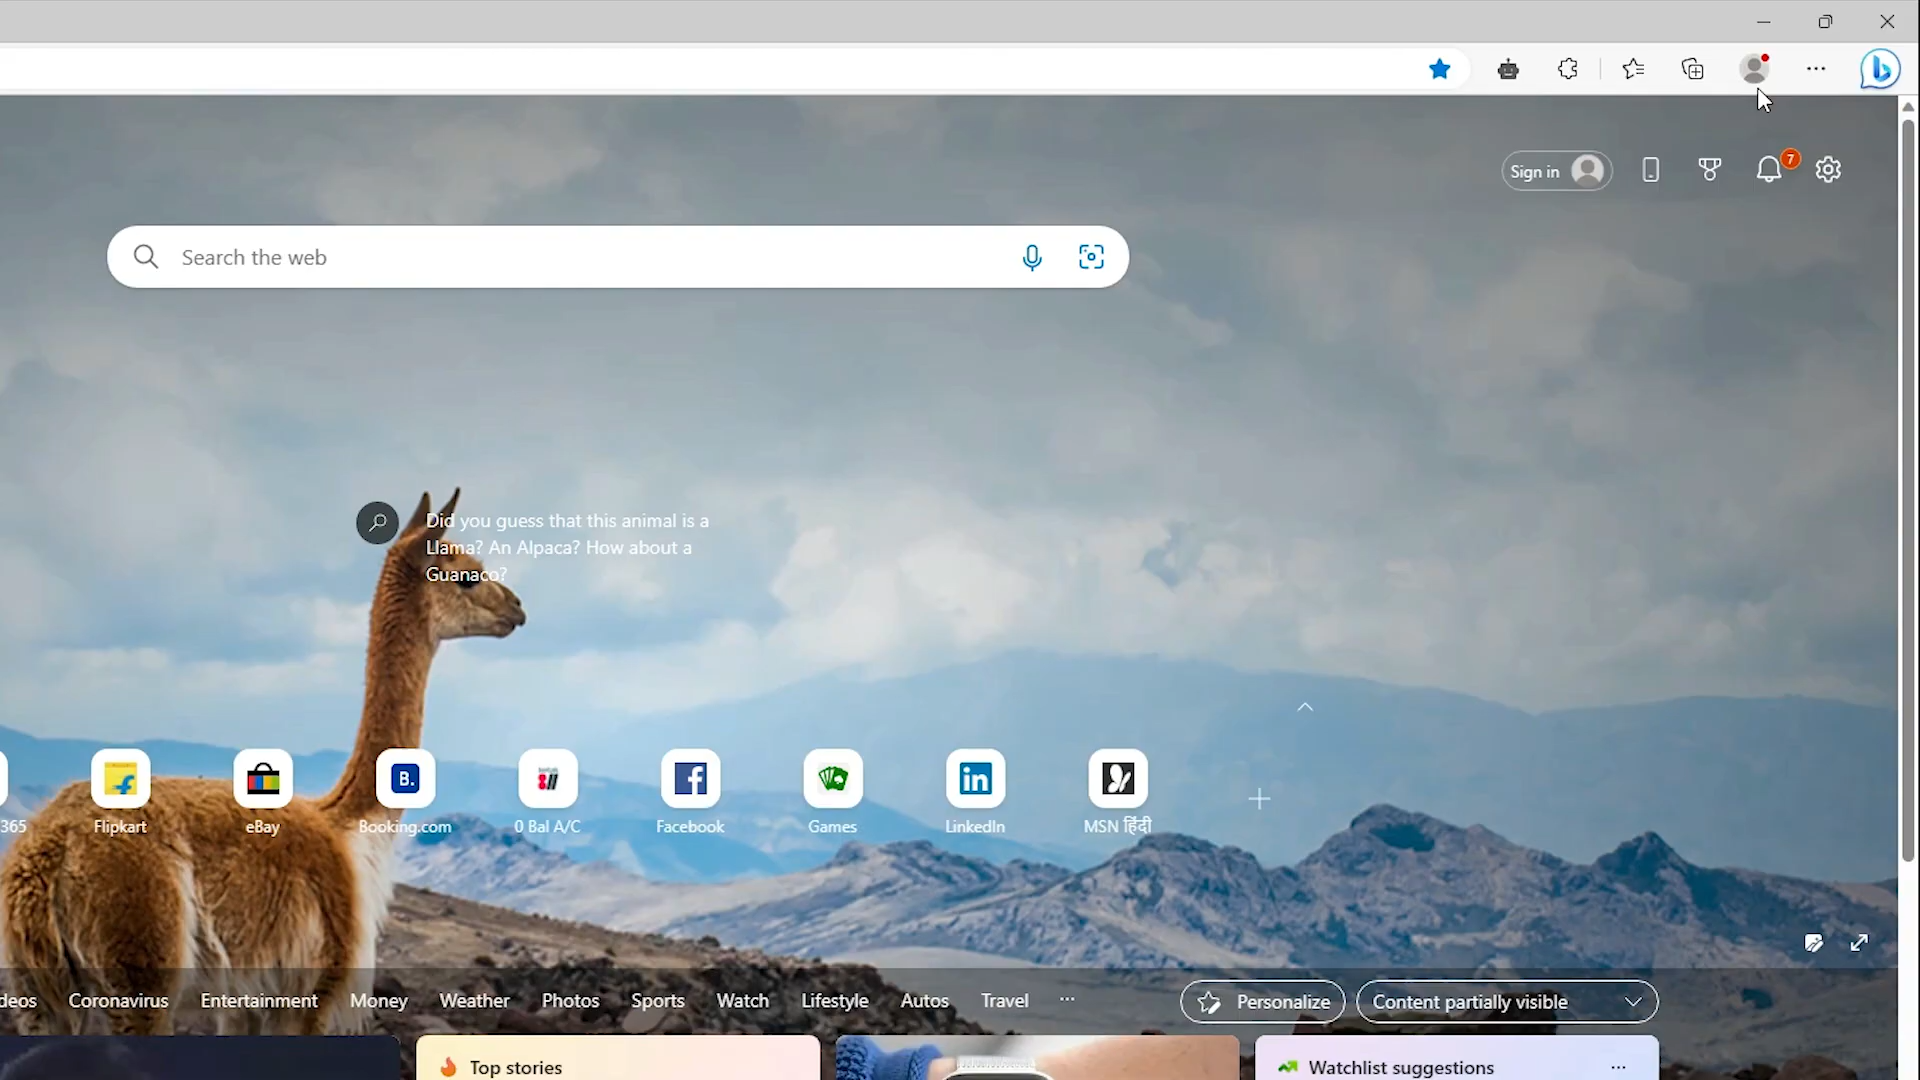 Sign in
7
Search the web
Did you guess that this animal is a
Llama? An Alpaca? How about a
Guanaco?
365
Flipkart
eBay
B.
Booking.com
0 Bal A/C
Facebook
Games
in
LinkedIn
MSN हिंदी
deos
Coronavirus
Entertainment
Money
Weather
Photos
Sports
Watch
Lifestyle
Autos
Travel
Personalize
Content partially visible
Top stories
Watchlist suggestions